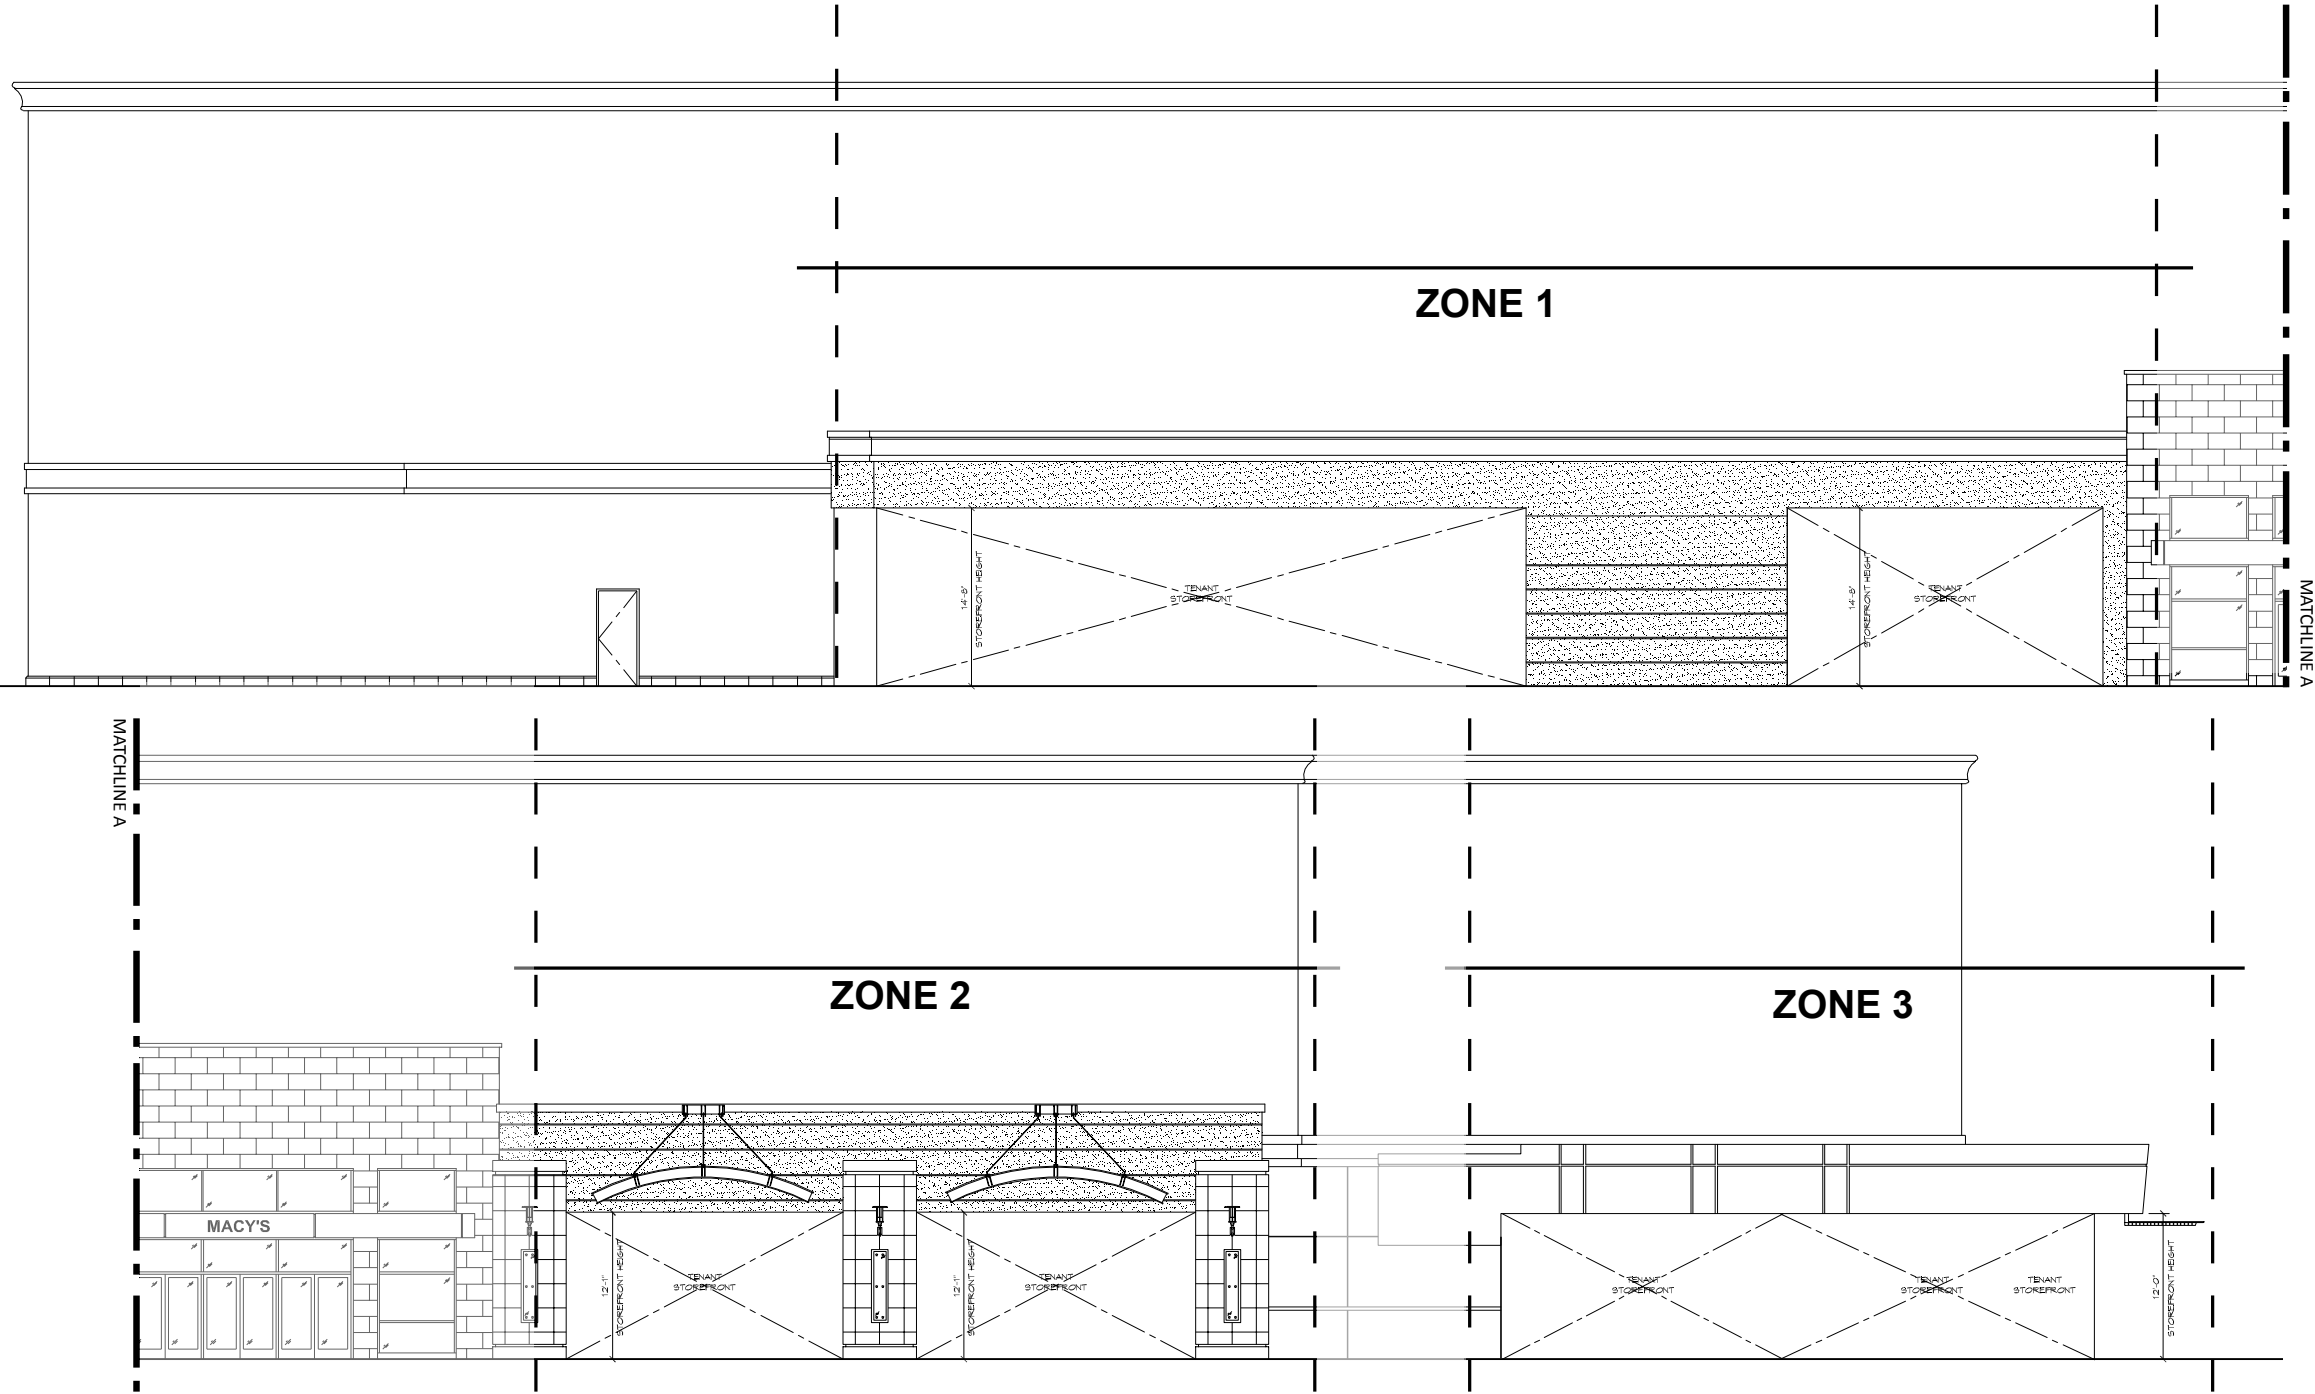 ZONE 1
14'-8"
STOREFRONT HEIGHT
TENANT
STOREFRONT
14'-8"
STOREFRONT HEIGHT
TENANT
STOREFRONT
MATCHLINE A
MATCHLINE A
ZONE 2
ZONE 3
MACY'S
12'-1"
STOREFRONT HEIGHT
TENANT
STOREFRONT
12'-1"
STOREFRONT HEIGHT
TENANT
STOREFRONT
TENANT
STOREFRONT
TENANT
STOREFRONT
TENANT
STOREFRONT
12'-0"
STOREFRONT HEIGHT